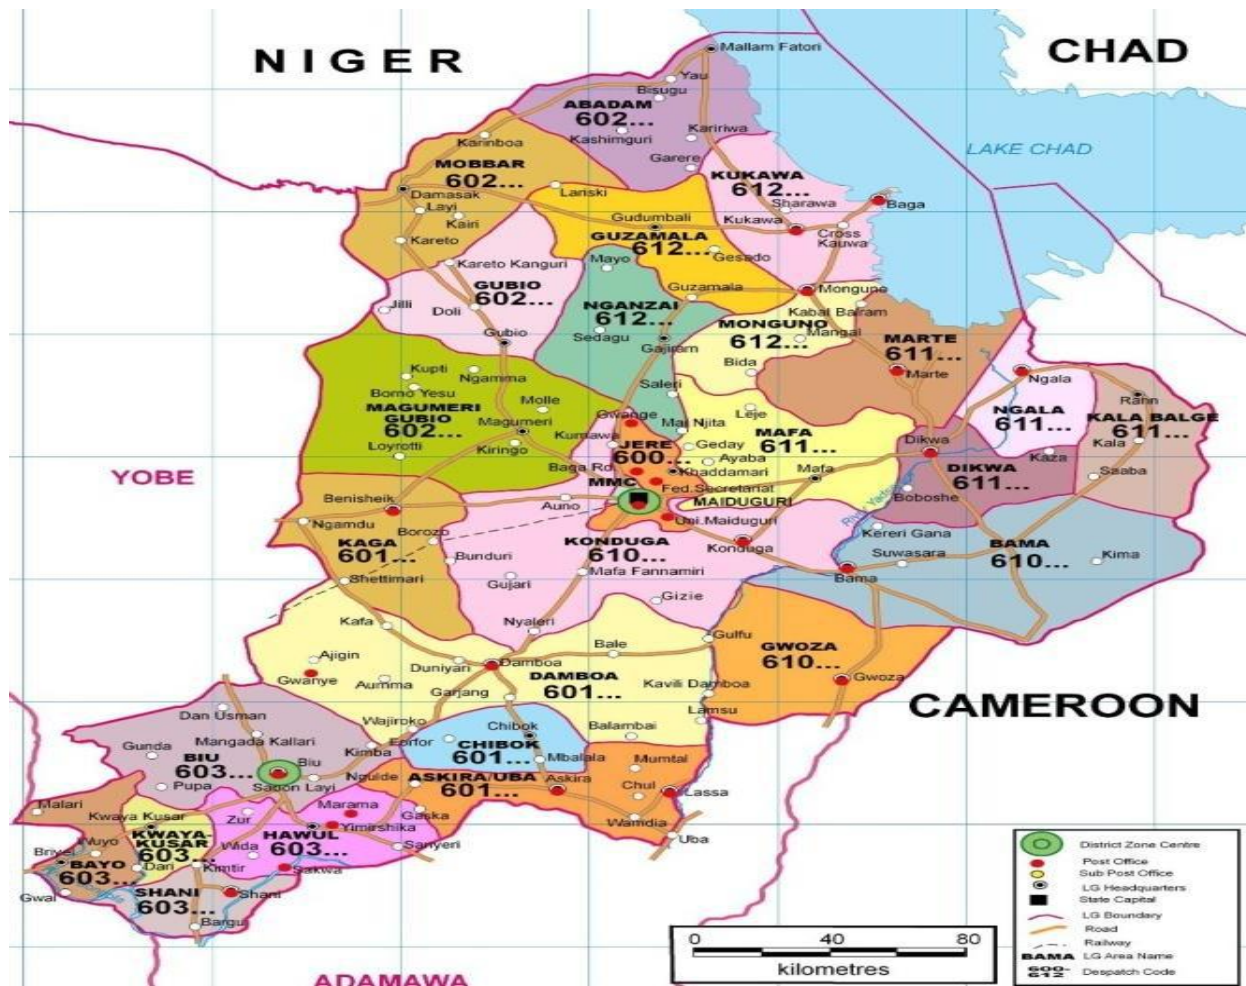 NIGER
CHAD
Mallam Fatori
Yau
Bisugu
ABADAM
602...
Kashimguri
Karinboa
Kaririwa
Garere
LAKE CHAD
MOBBAR
602...
Lanski
KUKAWA
612...
Damasak
Layi
Kairi
Sharawa
Baga
Gudumbali
Kukawa
Cross
Kauwa
Kareto
GUZAMALA
612...
Gesado
Kareto Kanguri
Mayo
GUBIO
602...
Guzamala
Monguno
Jilli
Doli
NGANZAI
612...
Kabal Bairam
MONGUNO
612...
Mangal
Sedagu
Gubio
Gajiram
MARTE
611...
Bida
Marte
Ngala
Kupti
Ngamma
Borno Yesu
Saleri
Rahn
MAGUMERI
GUBIO
602...
Molle
Magumeri
Gwange
Leje
NGALA
611...
KALA BALGE
611...
Kala
Kumawa
Mai Njita
MAFA
611...
Loyrotti
Kiringo
JERE
600...
Geday
Ayaba
Dikwa
Kaza
YOBE
Baga Rd.
Khaddamari
Mafa
DIKWA
611...
Saaba
MMC
Fed.Secretariat
Benisheik
Auno
MAIDUGURI
Boboshe
Ngamdu
Uni.Maiduguri
Kereri Gana
Borozo
KAGA
601...
Bunduri
KONDUGA
610...
Konduga
Suwasara
BAMA
610...
Kima
Shettimari
Gujari
Mafa Fannamiri
Bama
Gizie
Kafa
Nyaleri
Gulfu
Bale
GWOZA
610...
Ajigin
Duniyari
Damboa
Gwanye
Aumma
DAMBOA
601...
Gwoza
Garjang
Kavili Damboa
CAMEROON
Lamsu
Dan Usman
Wajiroko
Chibok
Balambai
Mangada Kallari
Gunda
Kimba
CHIBOK
601...
Mbalala
BIU
603...
Biu
Mumtal
Ngulde
ASKIRA/UBA
601...
Askira
Pupa
Sabon Layi
Chul
Lassa
Malari
Kwaya Kusar
Zur
Marama
Gaska
Wamdia
Yimirshika
KWAYA-
KUSAR
603...
Wuyo
HAWUL
603...
Uba
Wida
Sanyeri
BAYO
603...
Dari
Kimtir
Sakwa
Gwal
SHANI
603...
Shani
Bargu
ADAMAWA
0 40 80
kilometres
District Zone Centre
Post Office
Sub Post Office
LG Headquarters
State Capital
LG Boundary
Road
Railway
BAMA LG Area Name
600-
612 Despatch Code